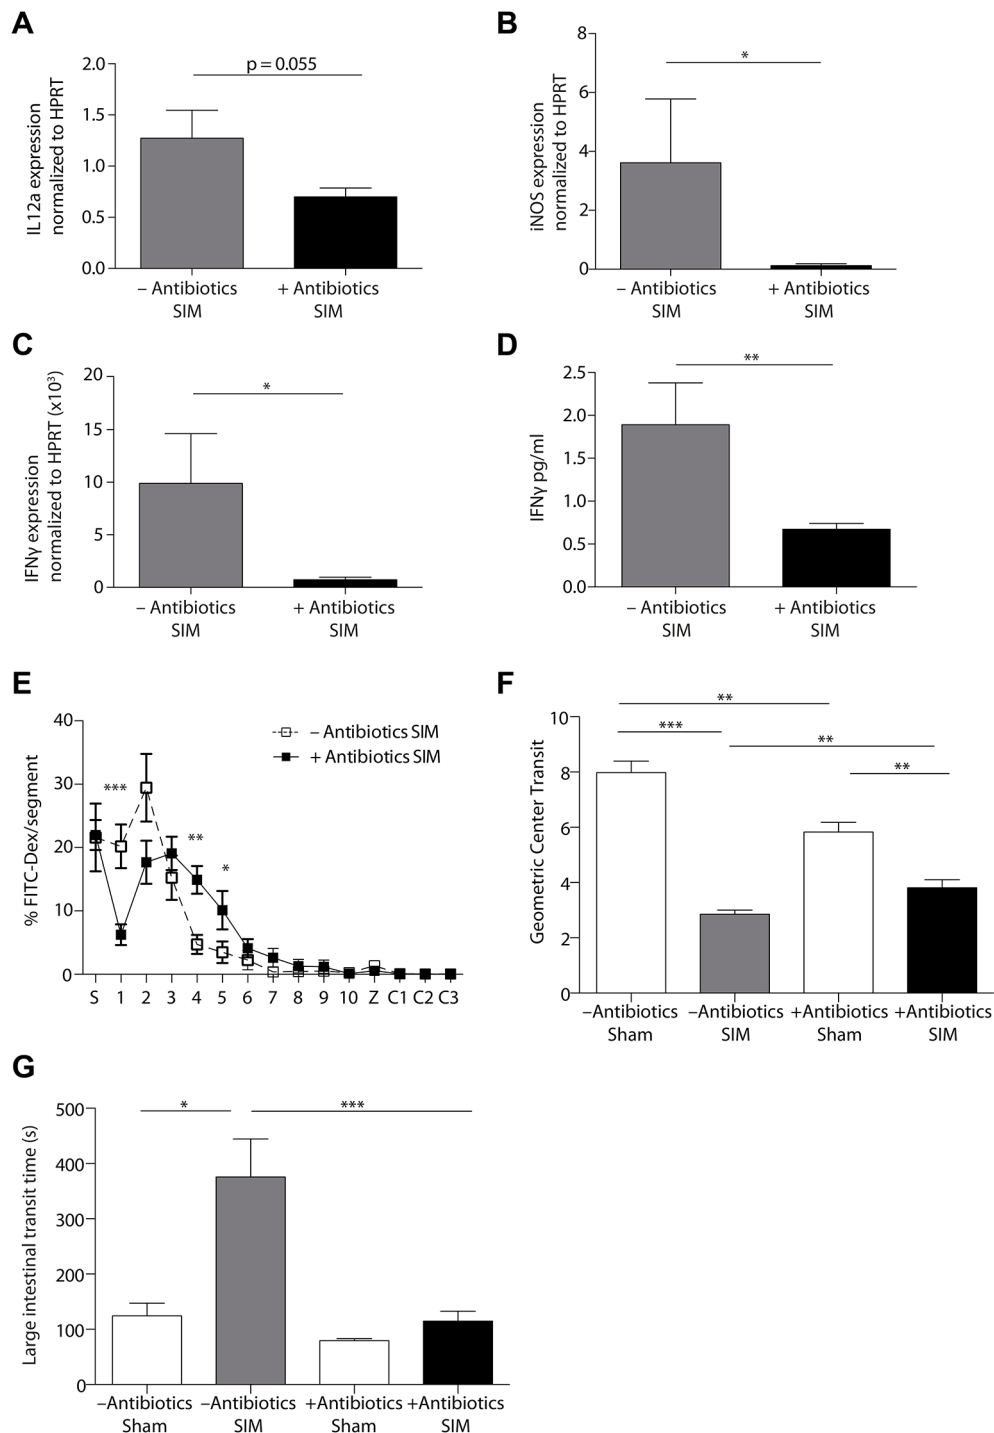 A
IL12a expression
normalized to HPRT
2.0
1.5
1.0
0.5
0.0
p = 0.055
– Antibiotics
SIM
+ Antibiotics
SIM
B
iNOS expression
normalized to HPRT
8
6
4
2
0
*
– Antibiotics
SIM
+ Antibiotics
SIM
C
IFNγ expression
normalized to HPRT (x10³)
20
15
10
5
0
*
– Antibiotics
SIM
+ Antibiotics
SIM
D
IFNγ pg/ml
2.5
2.0
1.5
1.0
0.5
0.0
**
– Antibiotics
SIM
+ Antibiotics
SIM
E
% FITC-Dex/segment
40
30
20
10
0
– Antibiotics SIM
+ Antibiotics SIM
***
**
*
S 1 2 3 4 5 6 7 8 9 10 Z C1 C2 C3
F
Geometric Center Transit
10
8
6
4
2
0
**
***
**
**
–Antibiotics
Sham
–Antibiotics
SIM
+Antibiotics
Sham
+Antibiotics
SIM
G
Large intestinal transit time (s)
500
400
300
200
100
0
*
***
–Antibiotics
Sham
–Antibiotics
SIM
+Antibiotics
Sham
+Antibiotics
SIM